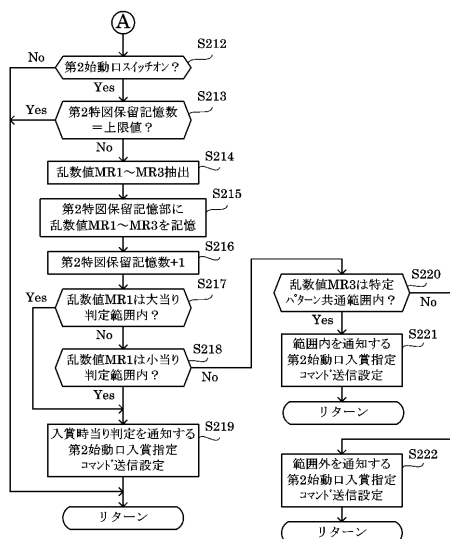 A
S212
No
第2始動口スイッチオン？
Yes
S213
Yes
第2特図保留記憶数
＝上限値？
No
S214
乱数値MR1～MR3抽出
S215
第2特図保留記憶部に
乱数値MR1～MR3を記憶
S216
第2特図保留記憶数+1
S217
Yes
乱数値MR1は大当り
判定範囲内？
No
S218
乱数値MR1は小当り
判定範囲内？
No
Yes
S219
入賞時当り判定を通知する
第2始動口入賞指定
コマンド送信設定
リターン
S220
乱数値MR3は特定
パターン共通範囲内？
No
Yes
S221
範囲内を通知する
第2始動口入賞指定
コマンド送信設定
リターン
S222
範囲外を通知する
第2始動口入賞指定
コマンド送信設定
リターン